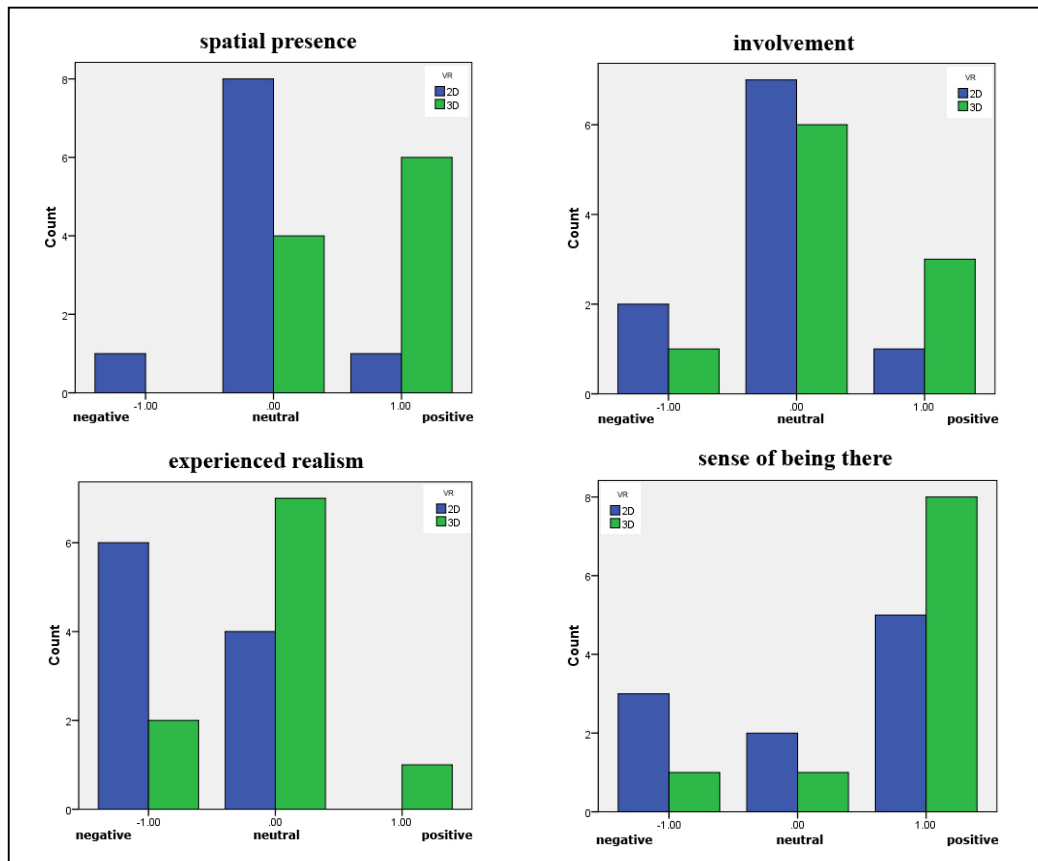 spatial presence
VR
2D
3D
8
6
4
2
0
Count
-1.00
.00
1.00
negative
neutral
positive
involvement
VR
2D
3D
6
4
2
0
Count
-1.00
.00
1.00
negative
neutral
positive
experienced realism
VR
2D
3D
6
4
2
0
Count
-1.00
.00
1.00
negative
neutral
positive
sense of being there
VR
2D
3D
8
6
4
2
0
Count
-1.00
.00
1.00
negative
neutral
positive